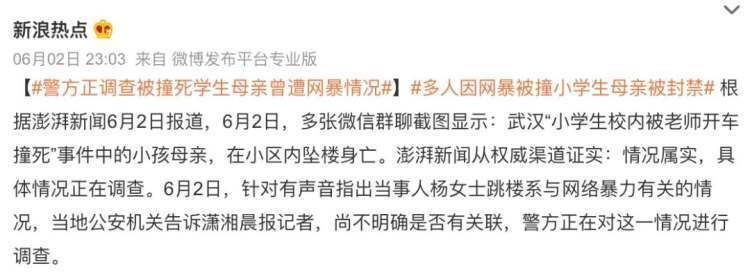 新浪热点
06月02日 23:03 来自 微博发布平台专业版
【#警方正调查被撞死学生母亲曾遭网暴情况#】#多人因网暴被撞小学生母亲被封禁# 根
据澎湃新闻6月2日报道，6月2日，多张微信群聊截图显示：武汉“小学生校内被老师开车
撞死”事件中的小孩母亲，在小区内坠楼身亡。澎湃新闻从权威渠道证实：情况属实，具
体情况正在调查。6月2日，针对有声音指出当事人杨女士跳楼系与网络暴力有关的情
况，当地公安机关告诉潇湘晨报记者，尚不明确是否有关联，警方正在对这一情况进行
调查。